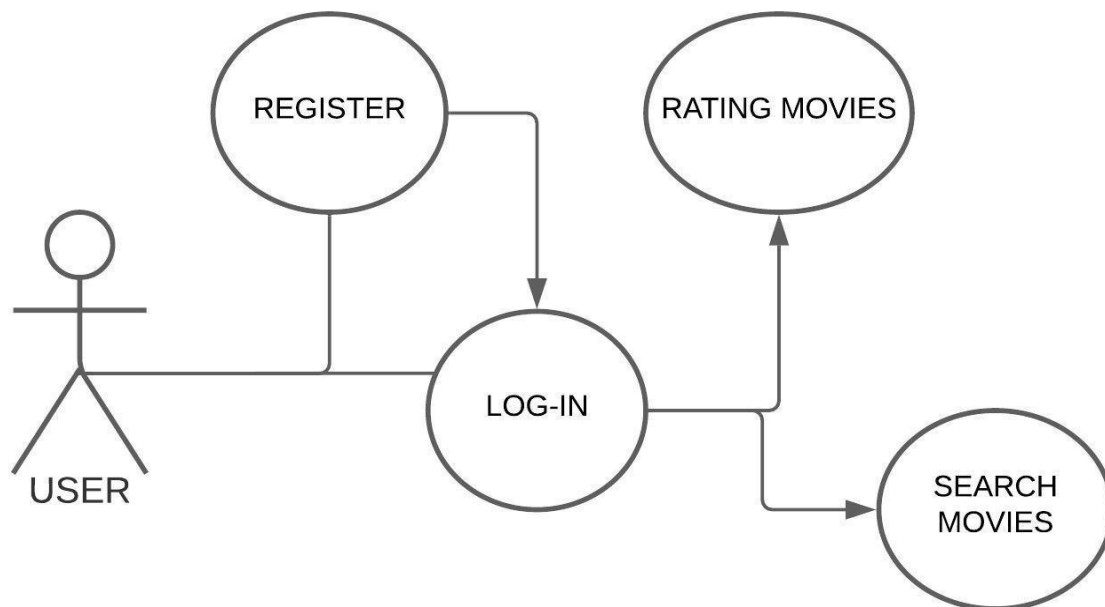 REGISTER
RATING MOVIES
LOG-IN
USER
SEARCH
MOVIES